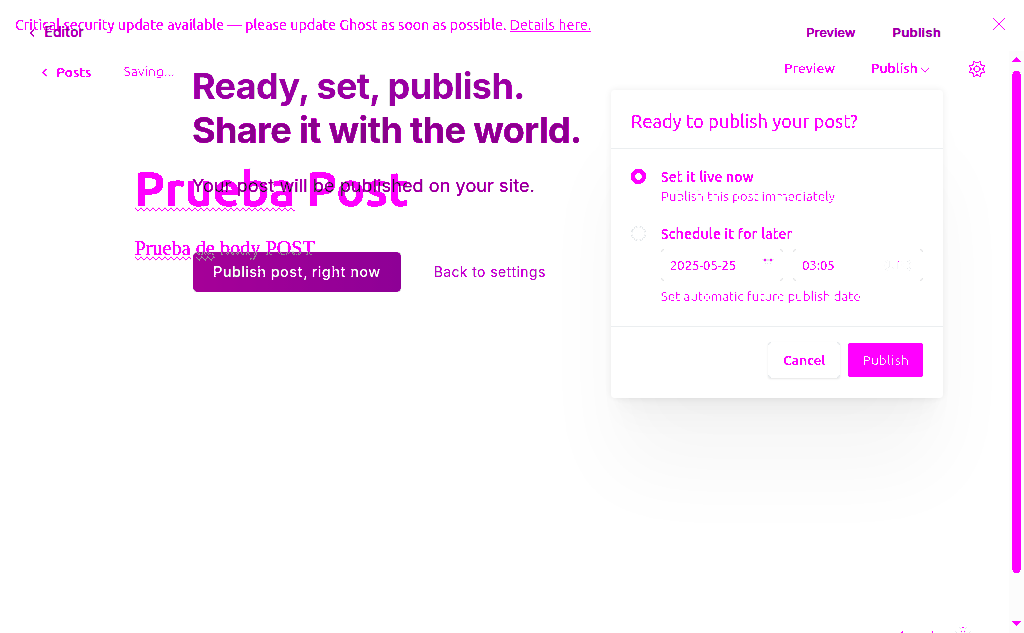 Critical security update available — please update Ghost as soon as possible. Details here.
Editor
Preview
Publish
Posts
Saving...
Preview
Publish
Ready, set, publish.
Share it with the world.
Your post will be published on your site.
Prueba Post
Prueba de body POST
Publish post, right now
Back to settings
Ready to publish your post?
Set it live now
Publish this post immediately
Schedule it for later
2025-05-25
03:05
Set automatic future publish date
Cancel
Publish